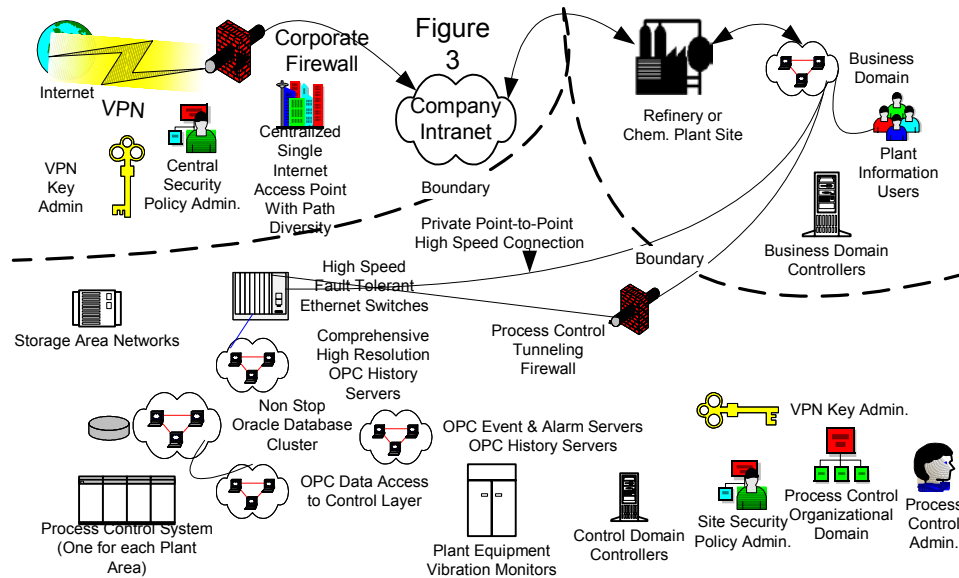 Figure
3
Internet
VPN
Corporate
Firewall
Company
Intranet
Refinery or
Chem. Plant Site
Business
Domain
Plant
Information
Users
VPN
Key
Admin
Central
Security
Policy Admin.
Centralized
Single
Internet
Access Point
With Path
Diversity
Boundary
Private Point-to-Point
High Speed Connection
Boundary
Business Domain
Controllers
High Speed
Fault Tolerant
Ethernet Switches
Storage Area Networks
Process Control
Tunneling
Firewall
Comprehensive
High Resolution
OPC History
Servers
Non Stop
Oracle Database
Cluster
OPC Event & Alarm Servers
OPC History Servers
VPN Key Admin.
OPC Data Access
to Control Layer
Process Control System
(One for each Plant
Area)
Plant Equipment
Vibration Monitors
Control Domain
Controllers
Site Security
Policy Admin.
Process Control
Organizational
Domain
Process
Control
Admin.